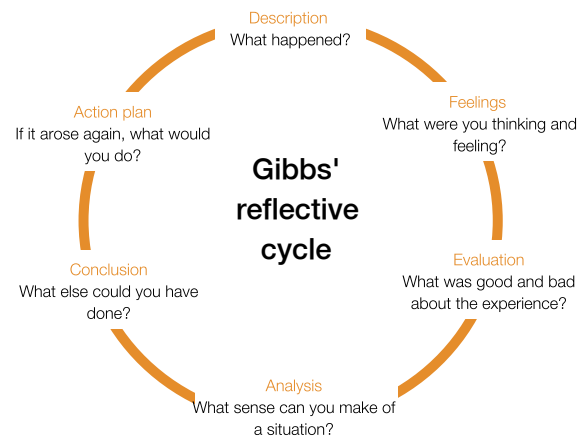 Description
What happened?
Feelings
What were you thinking and
feeling?
Evaluation
What was good and bad
about the experience?
Analysis
What sense can you make of
a situation?
Conclusion
What else could you have
done?
Action plan
If it arose again, what would
you do?
Gibbs'
reflective
cycle